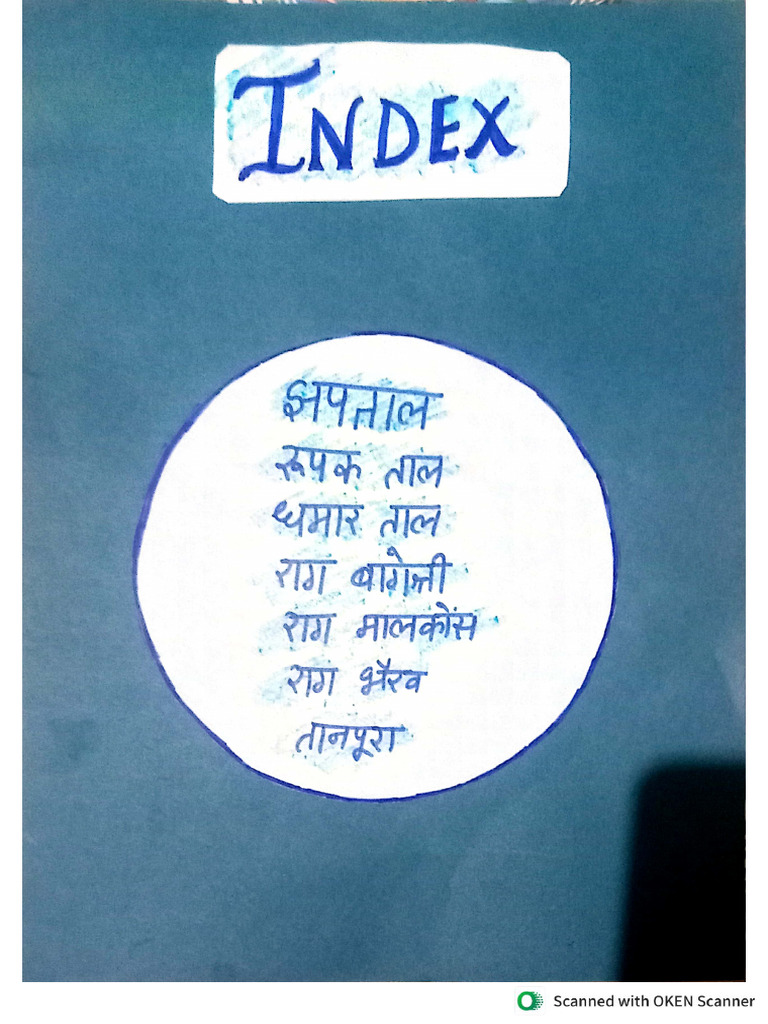 INDEX
झपताल
रूपक ताल
धमार ताल
राग बागेश्री
राग मालकोंस
राग भैरव
तानपूरा
Scanned with OKEN Scanner